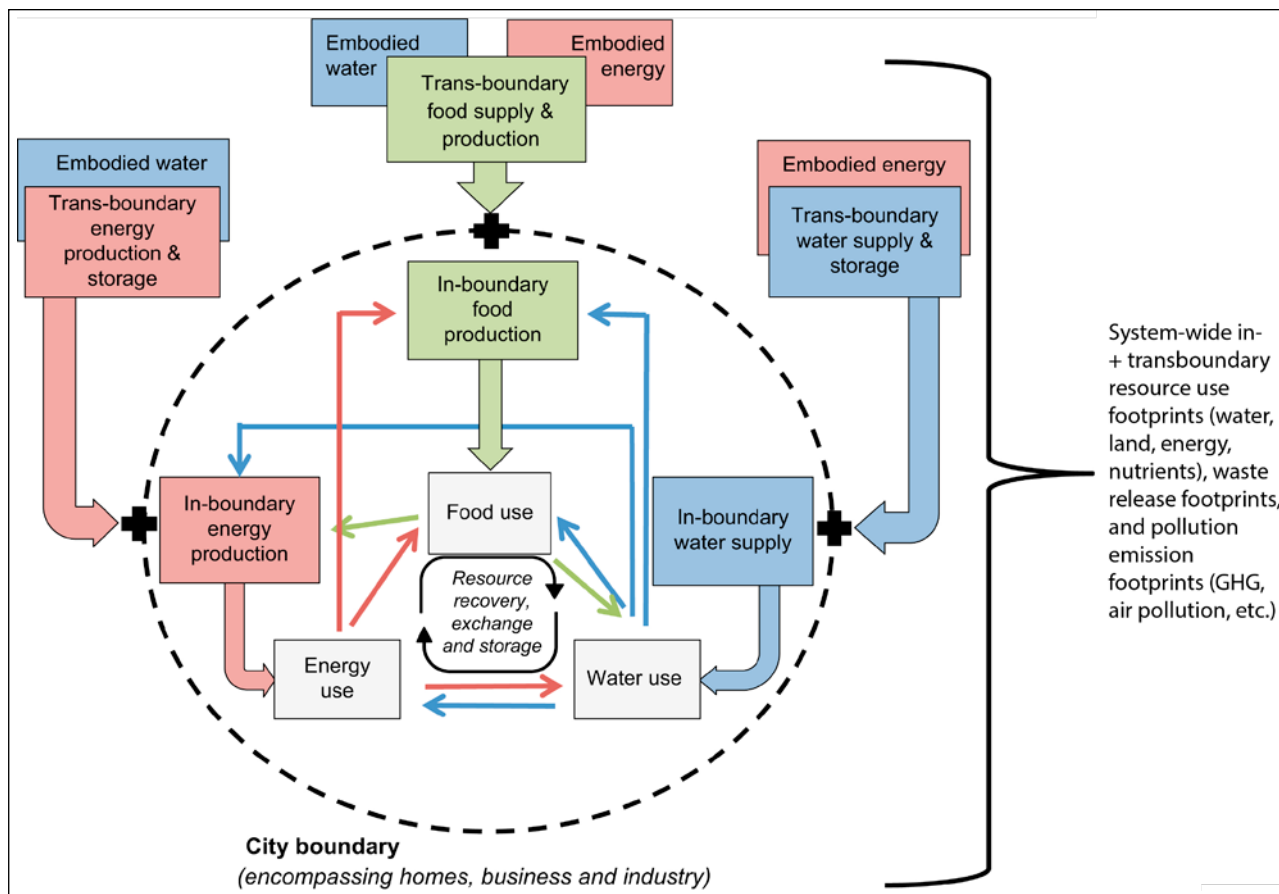 Embodied
water
Embodied
energy
Trans-boundary
food supply &
production
Embodied water
Trans-boundary
energy
production &
storage
Embodied energy
Trans-boundary
water supply &
storage
In-boundary
food
production
In-boundary
energy
production
Food use
In-boundary
water supply
Resource
recovery,
exchange
and storage
Energy
use
Water use
City boundary
(encompassing homes, business and industry)
System-wide in-
+ transboundary
resource use
footprints (water,
land, energy,
nutrients), waste
release footprints,
and pollution
emission
footprints (GHG,
air pollution, etc.)